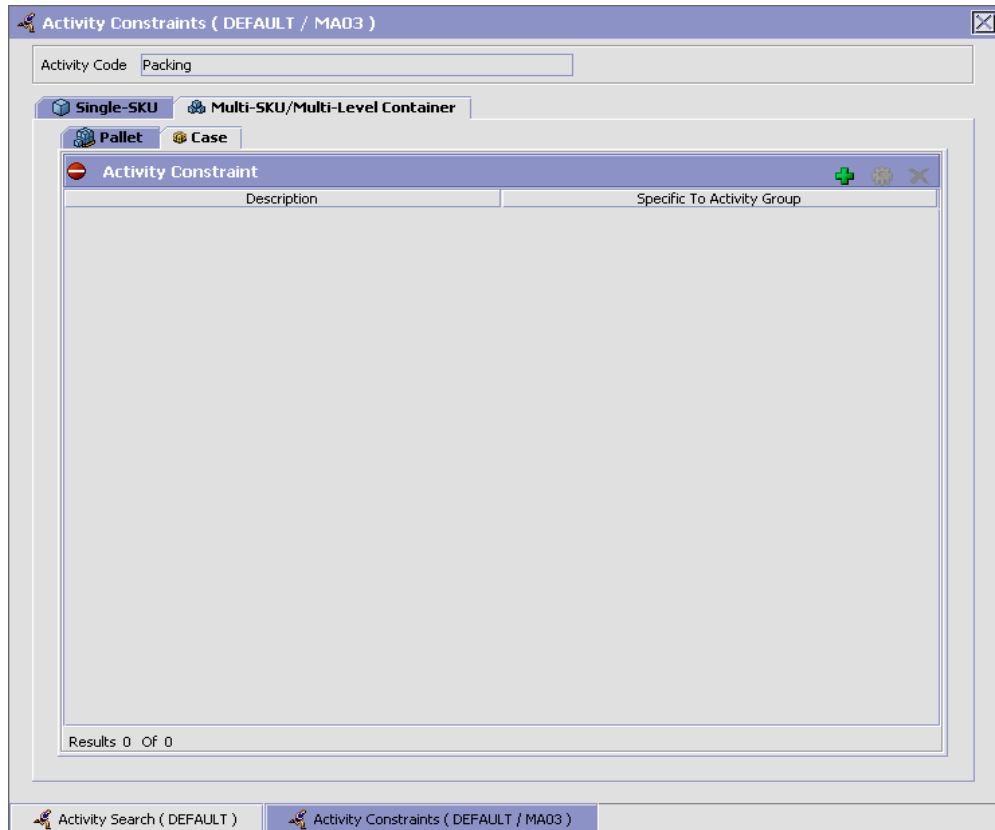 Activity Constraints ( DEFAULT / MA03 )
Activity Code Packing
Single-SKU Multi-SKU/Multi-Level Container
Pallet Case
Activity Constraint
Description Specific To Activity Group
Results 0 Of 0
Activity Search ( DEFAULT ) Activity Constraints ( DEFAULT / MA03 )